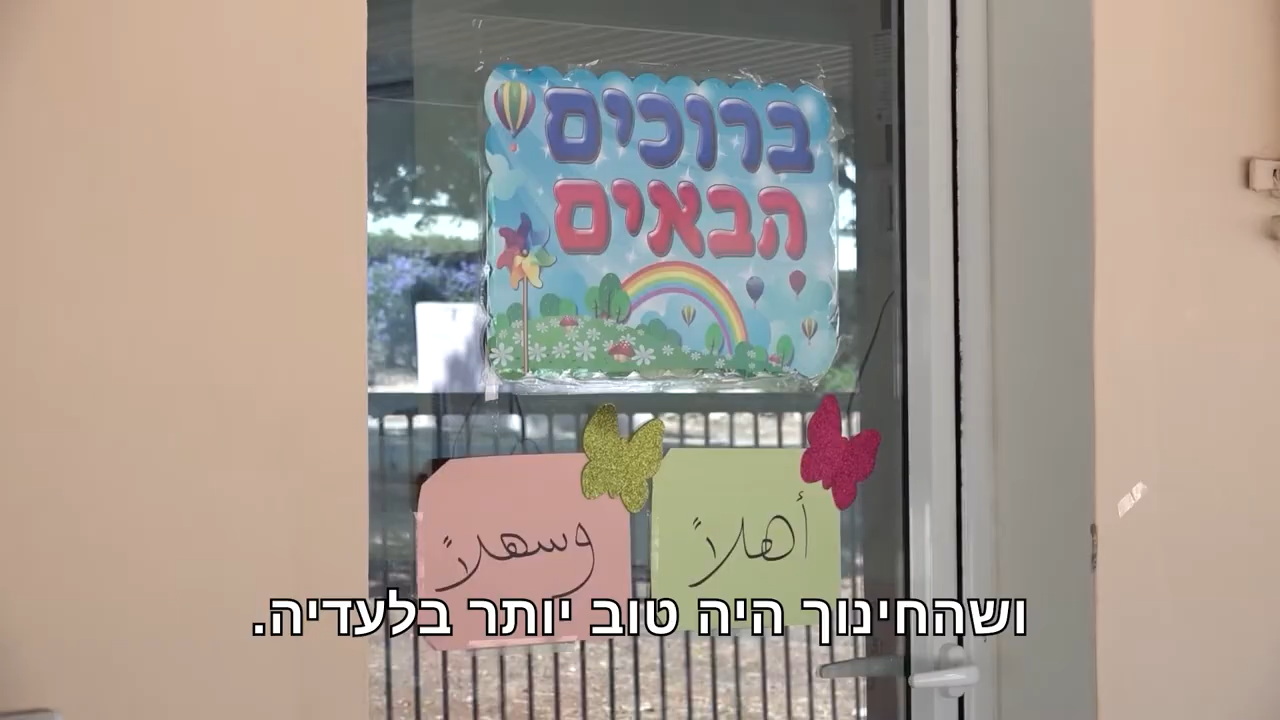 ברוכים
הבאים
أهلاً
وسهلاً
ושהחינוך היה טוב יותר בלעדיה.